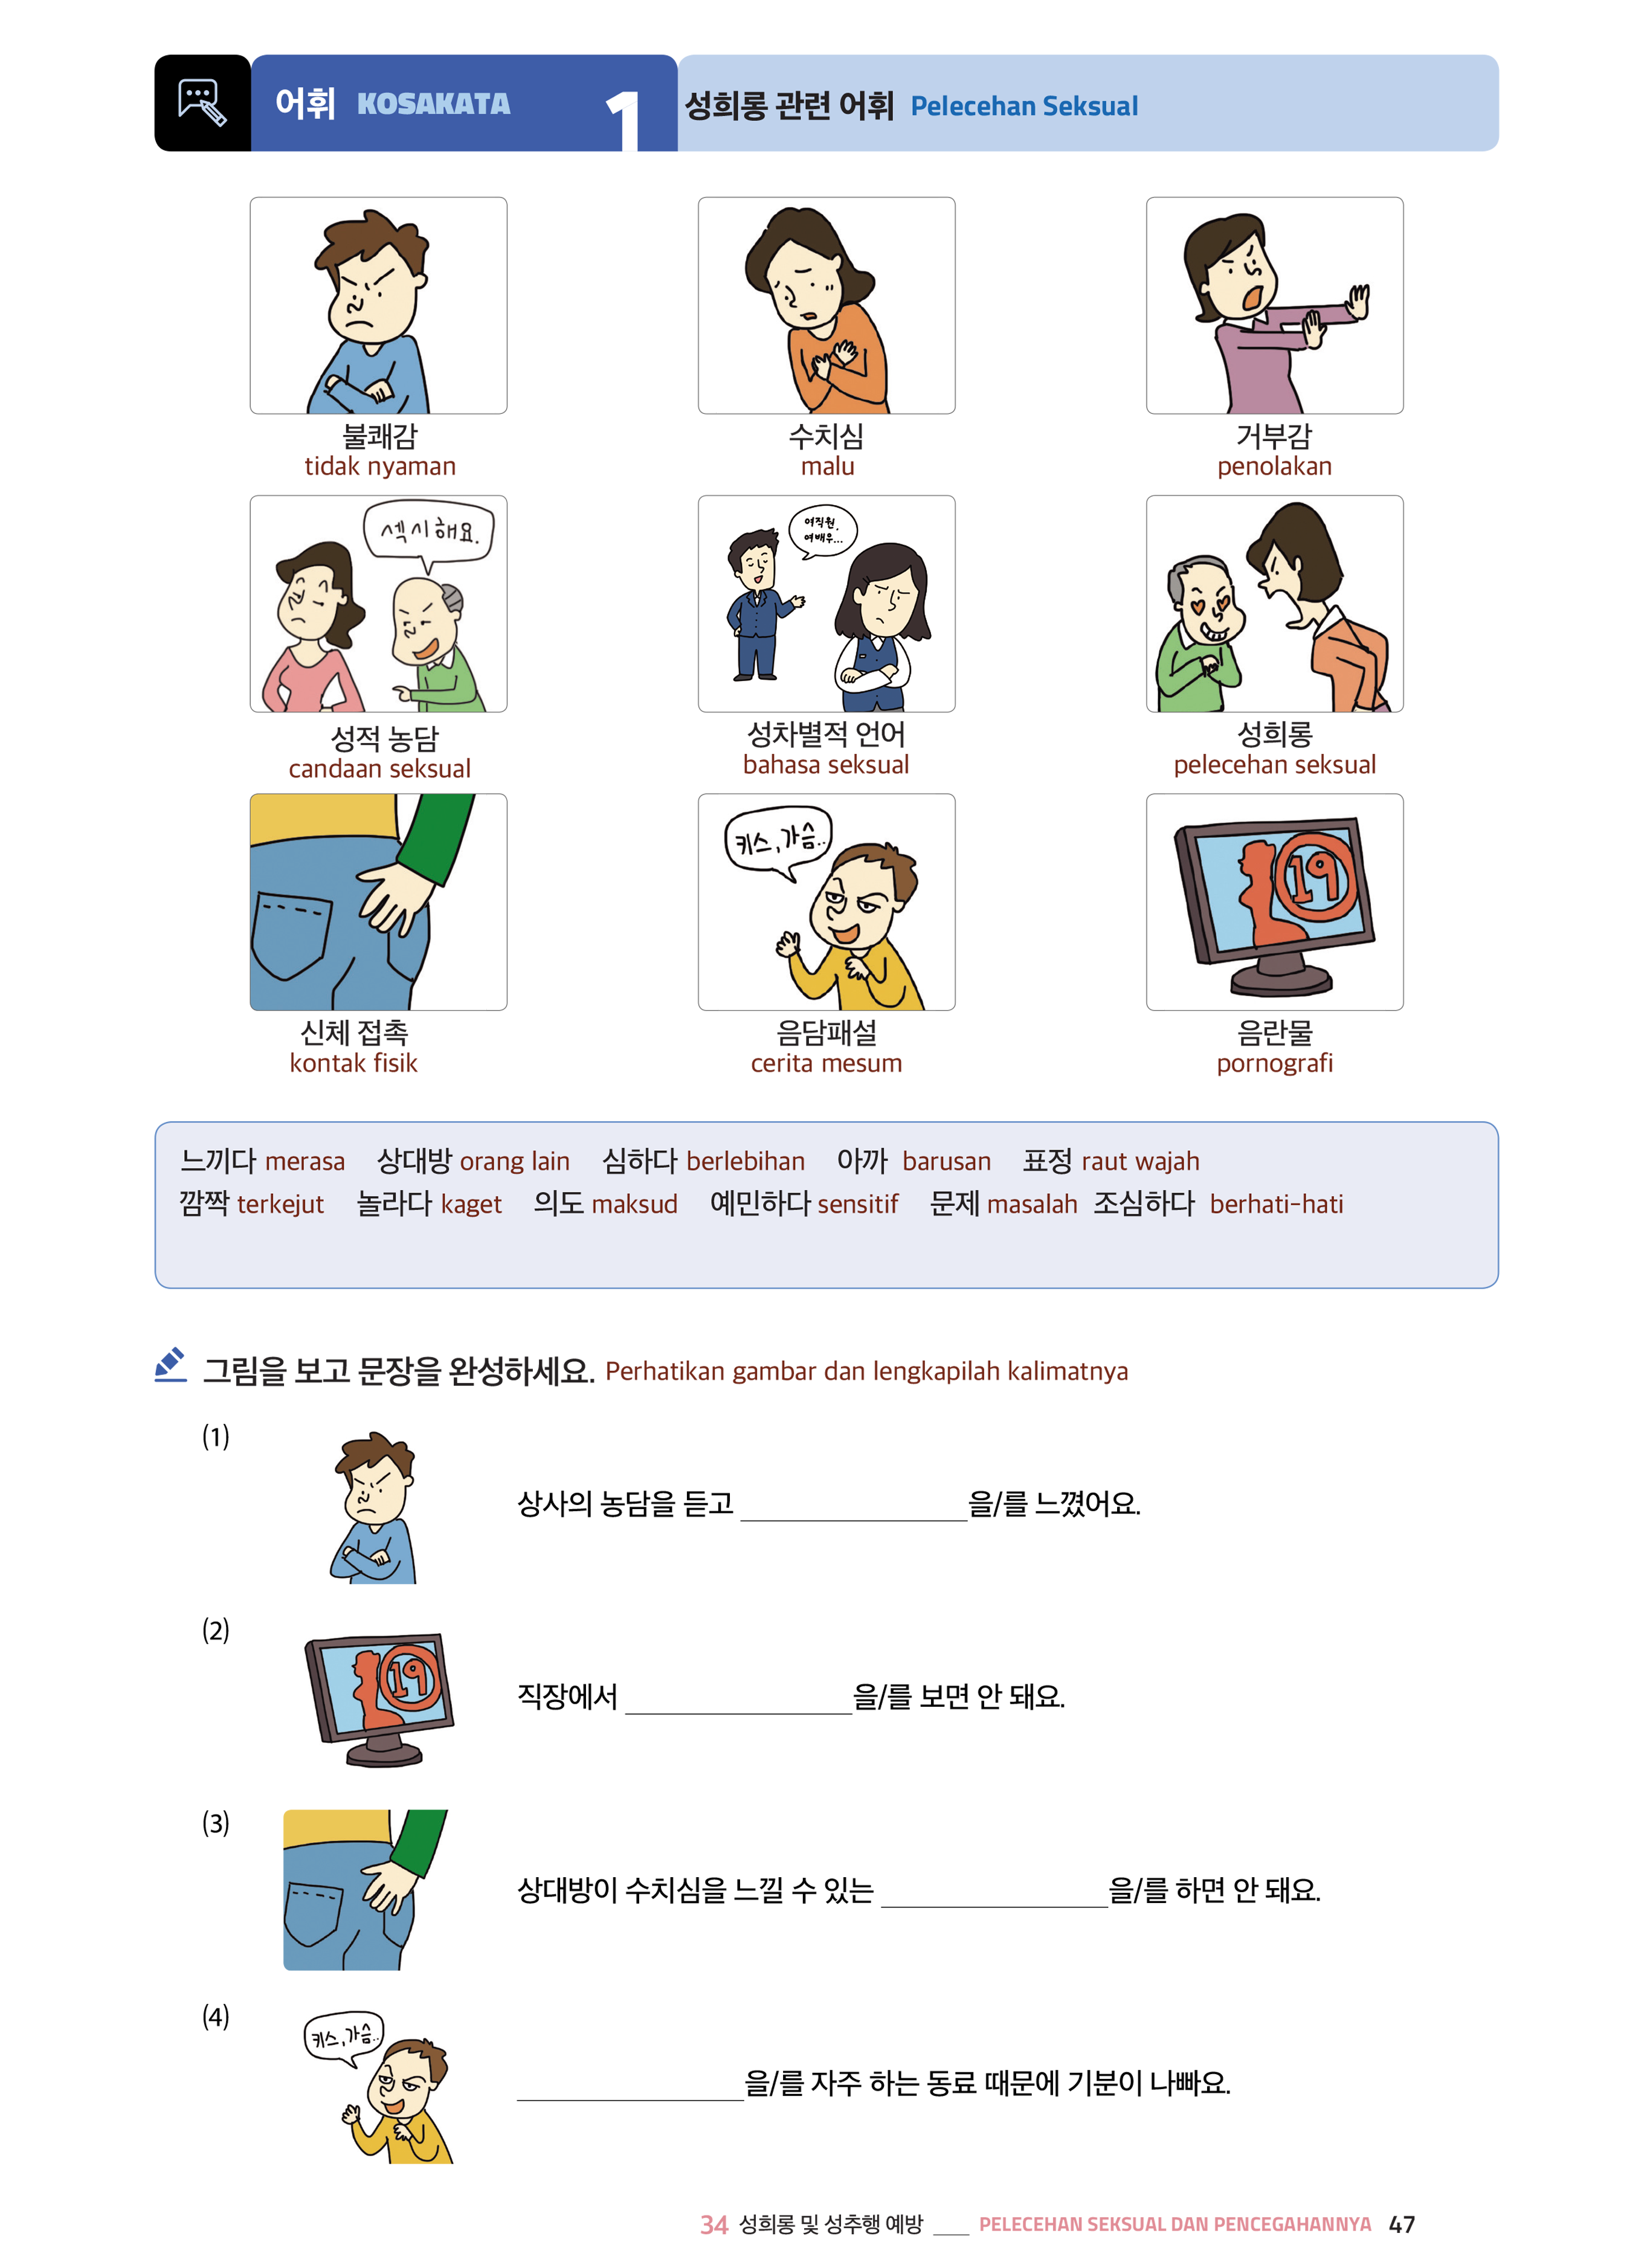 어휘 KOSAKATA 1 성희롱 관련 어휘 Pelecehan Seksual
불쾌감 수치심 거부감
tidak nyaman malu penolakan
섹시해요.
여직원,
여배우...
성적 농담 성차별적 언어 성희롱
candaan seksual bahasa seksual pelecehan seksual
키스, 가슴..
19
신체 접촉 음담패설 음란물
kontak fisik cerita mesum pornografi
느끼다 merasa 상대방 orang lain 심하다 berlebihan 아까 barusan 표정 raut wajah
깜짝 terkejut 놀라다 kaget 의도 maksud 예민하다 sensitif 문제 masalah 조심하다 berhati-hati
그림을 보고 문장을 완성하세요. Perhatikan gambar dan lengkapilah kalimatnya
(1)
상사의 농담을 듣고 ______________을/를 느꼈어요.
(2)
19
직장에서 ______________을/를 보면 안 돼요.
(3)
상대방이 수치심을 느낄 수 있는 ______________을/를 하면 안 돼요.
(4)
키스, 가슴..
______________을/를 자주 하는 동료 때문에 기분이 나빠요.
34 성희롱 및 성추행 예방 ___ PELECEHAN SEKSUAL DAN PENCEGAHANNYA 47